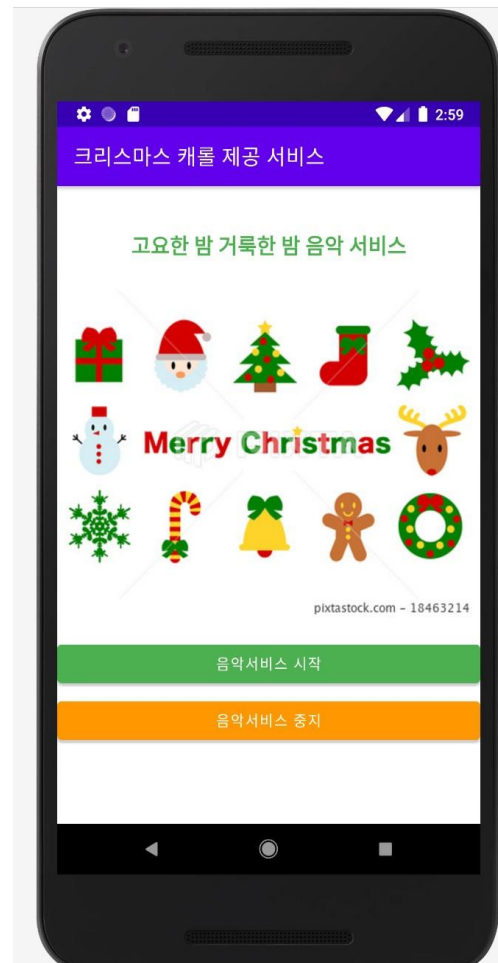 2:59
크리스마스 캐롤 제공 서비스
고요한 밤 거룩한 밤 음악 서비스
Merry Christmas
pixtastock.com - 18463214
음악서비스 시작
음악서비스 중지